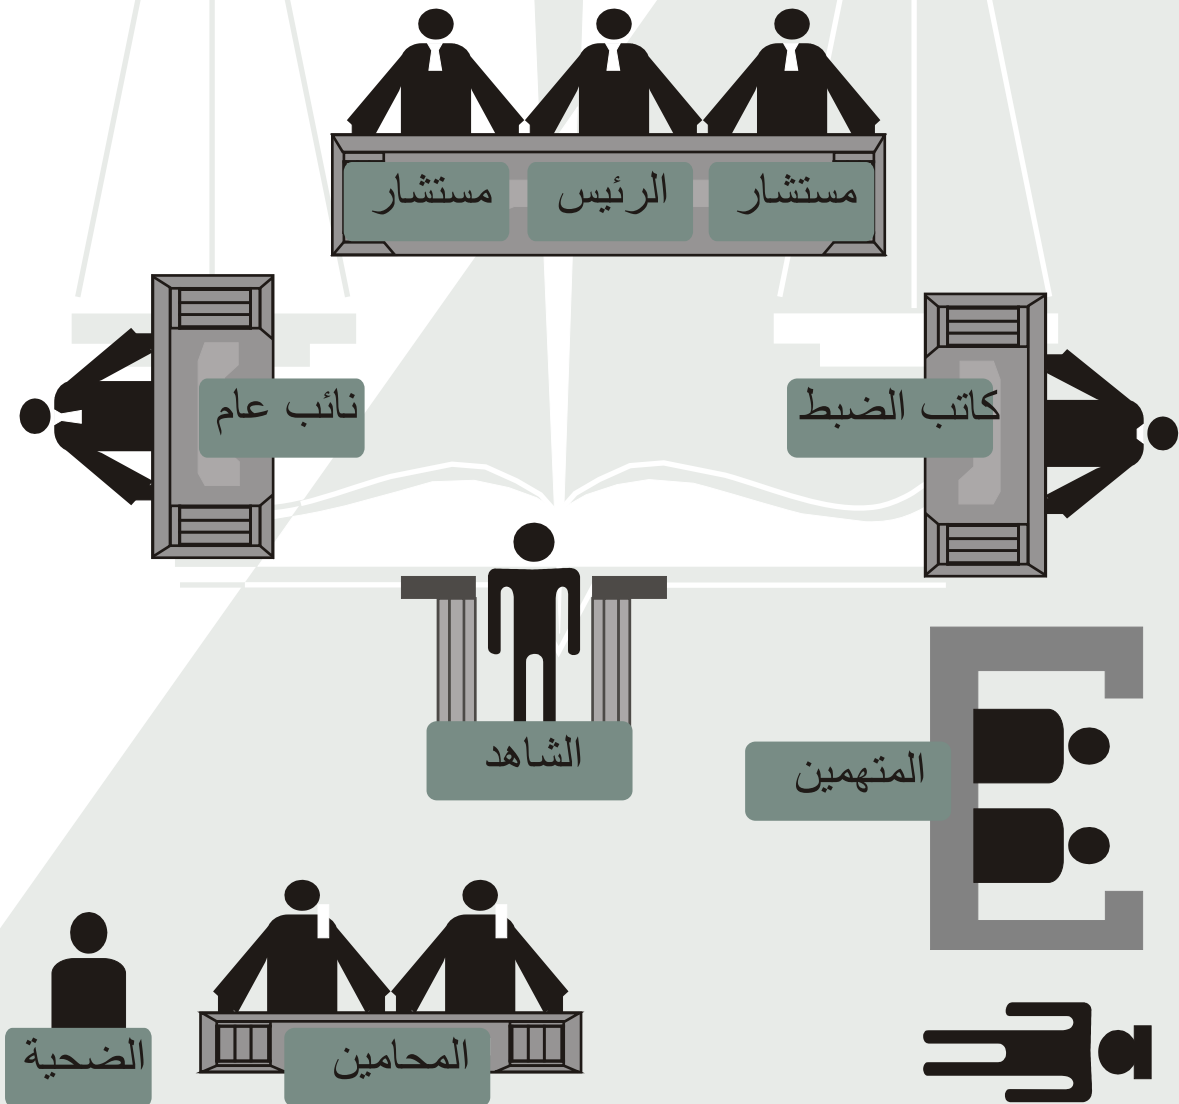 مستشار
الرئيس
مستشار
كاتب الضبط
نائب عام
الشاهد
المتهمين
المحامين
الضحية